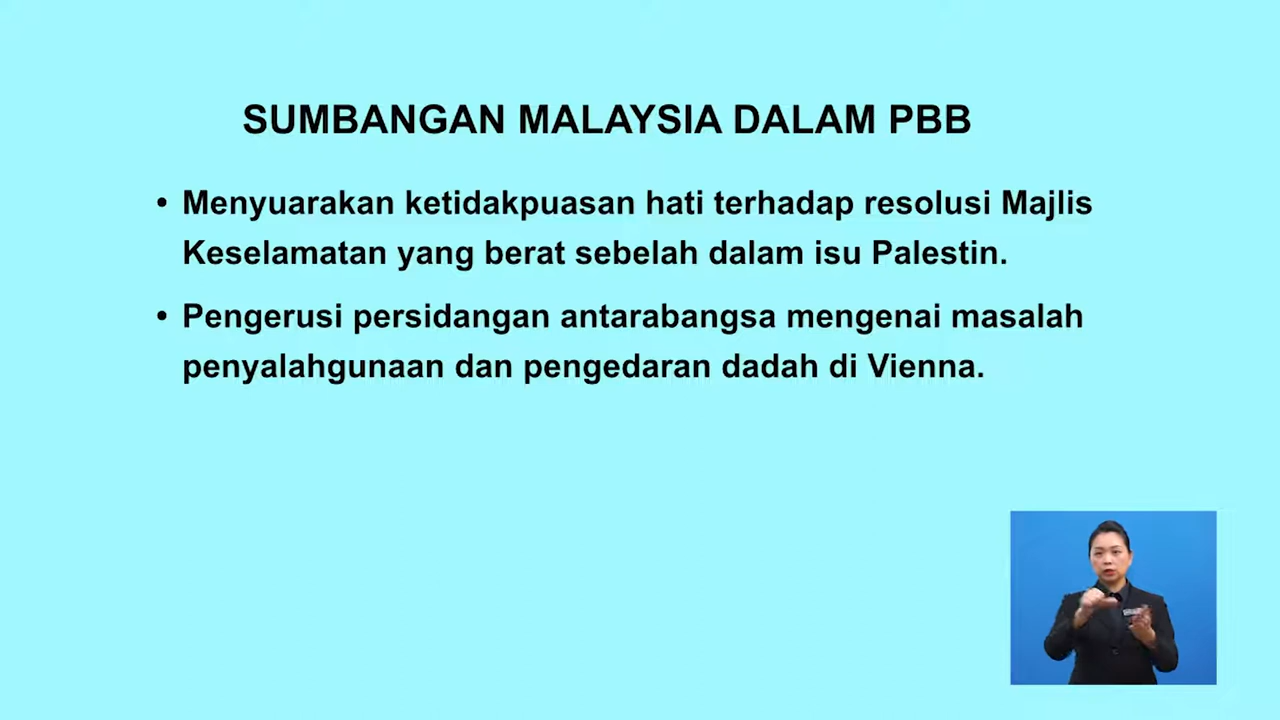 SUMBANGAN MALAYSIA DALAM PBB
• Menyuarakan ketidakpuasan hati terhadap resolusi Majlis
Keselamatan yang berat sebelah dalam isu Palestin.
• Pengerusi persidangan antarabangsa mengenai masalah
penyalahgunaan dan pengedaran dadah di Vienna.